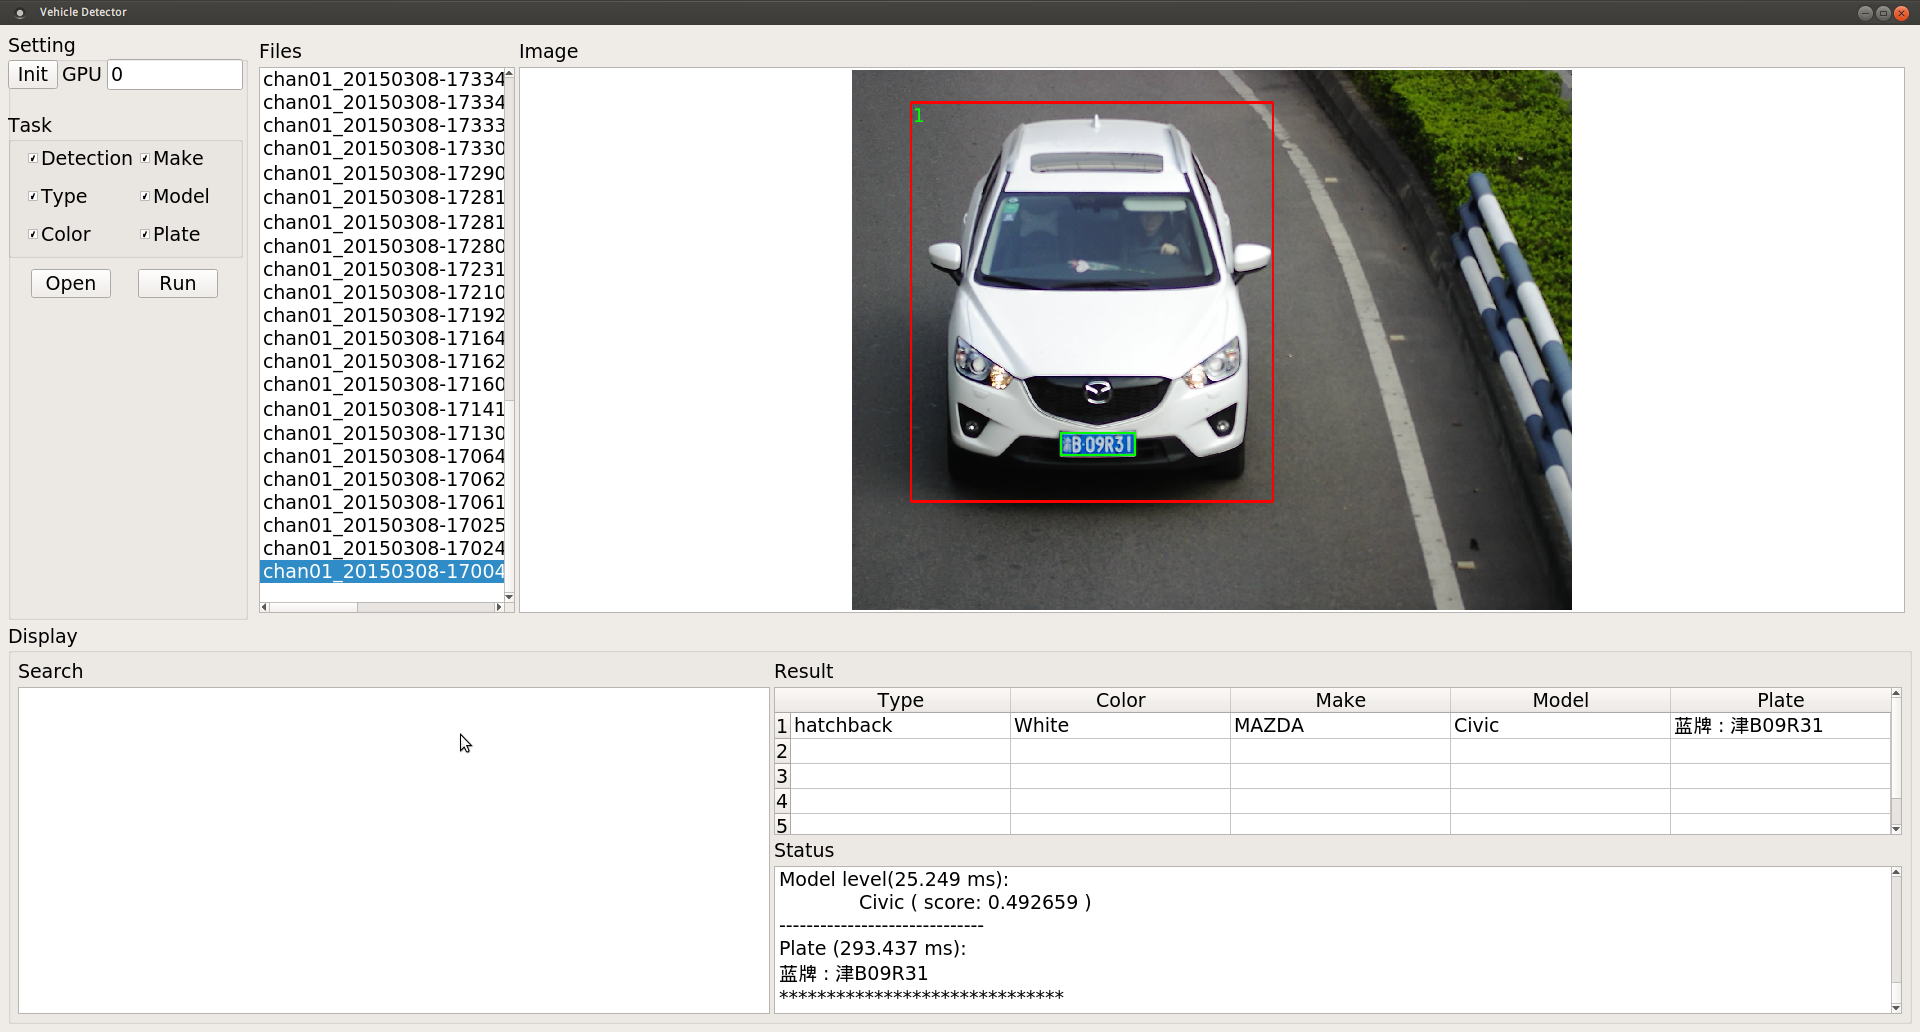 Vehicle Detector
Setting
Init GPU 0
Task
Detection Make
Type Model
Color Plate
Open Run
Files
chan01_20150308-17334
chan01_20150308-17334
chan01_20150308-17333
chan01_20150308-17330
chan01_20150308-17290
chan01_20150308-17281
chan01_20150308-17281
chan01_20150308-17280
chan01_20150308-17231
chan01_20150308-17210
chan01_20150308-17192
chan01_20150308-17164
chan01_20150308-17162
chan01_20150308-17160
chan01_20150308-17141
chan01_20150308-17130
chan01_20150308-17064
chan01_20150308-17062
chan01_20150308-17061
chan01_20150308-17025
chan01_20150308-17024
chan01_20150308-17004
Image
1
B·09R31
Display
Search
Result
Type Color Make Model Plate
1 hatchback White MAZDA Civic 蓝牌 : 津B09R31
2
3
4
5
Status
Model level(25.249 ms):
Civic ( score: 0.492659 )
------------------------------
Plate (293.437 ms):
蓝牌 : 津B09R31
******************************